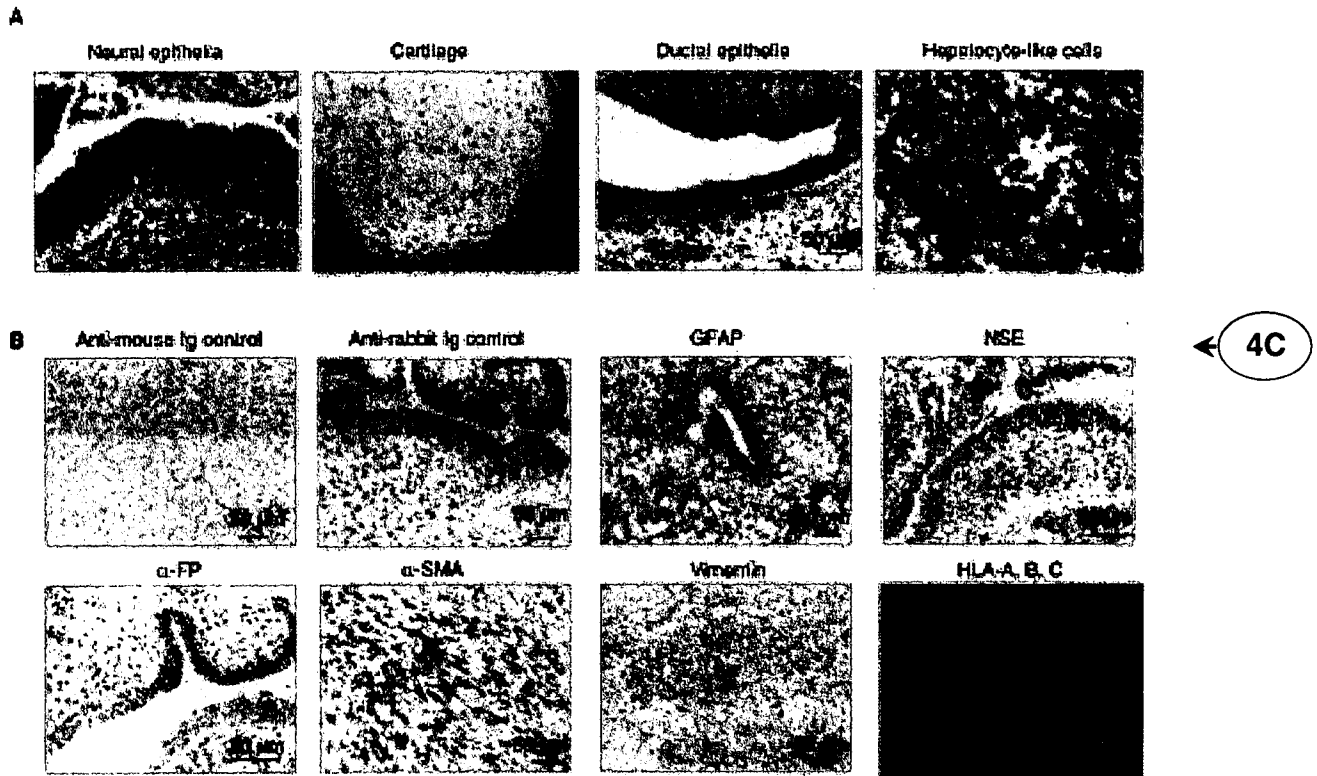 A
Neural epithelia Cartilage Ductal epithelia Hepatocyte-like cells
B Anti-mouse Ig control Anti-rabbit Ig control GFAP NSE
4C
α-FP α-SMA Vimentin HLA-A, B, C